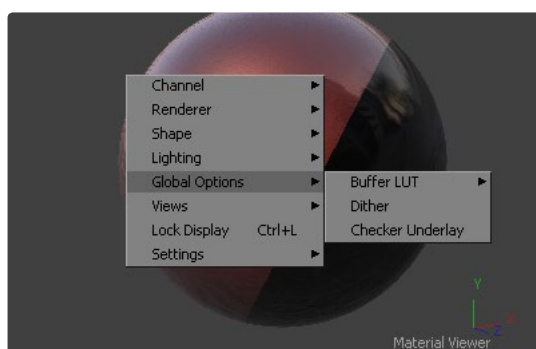 Channel
Renderer
Shape
Lighting
Global Options
Buffer LUT
Views
Dither
Lock Display Ctrl+L
Checker Underlay
Settings
Y
X
Z
Material Viewer